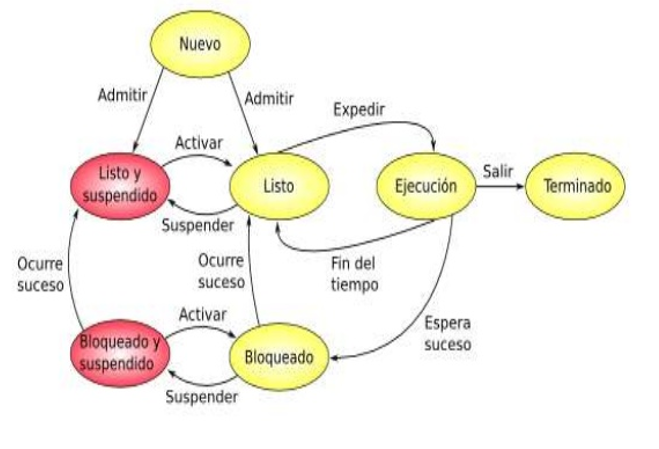 Nuevo
Admitir
Admitir
Expedir
Activar
Listo y
suspendido
Listo
Ejecución
Salir
Terminado
Suspender
Ocurre
suceso
Ocurre
suceso
Fin del
tiempo
Activar
Espera
suceso
Bloqueado y
suspendido
Bloqueado
Suspender